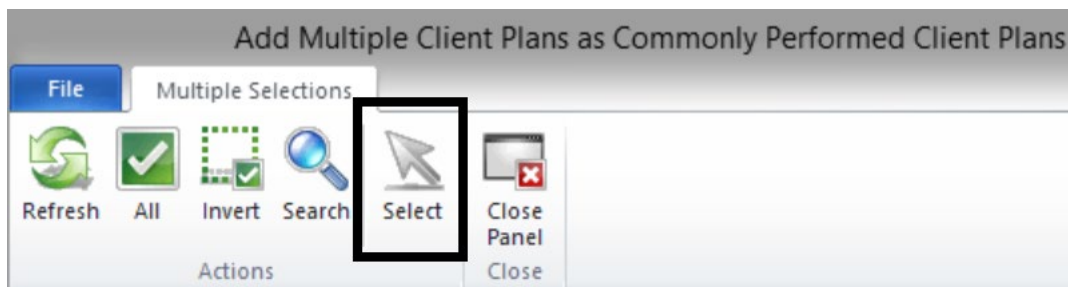 Add Multiple Client Plans as Commonly Performed Client Plans
File
Multiple Selections
Refresh
All
Invert
Search
Select
Close
Panel
Actions
Close